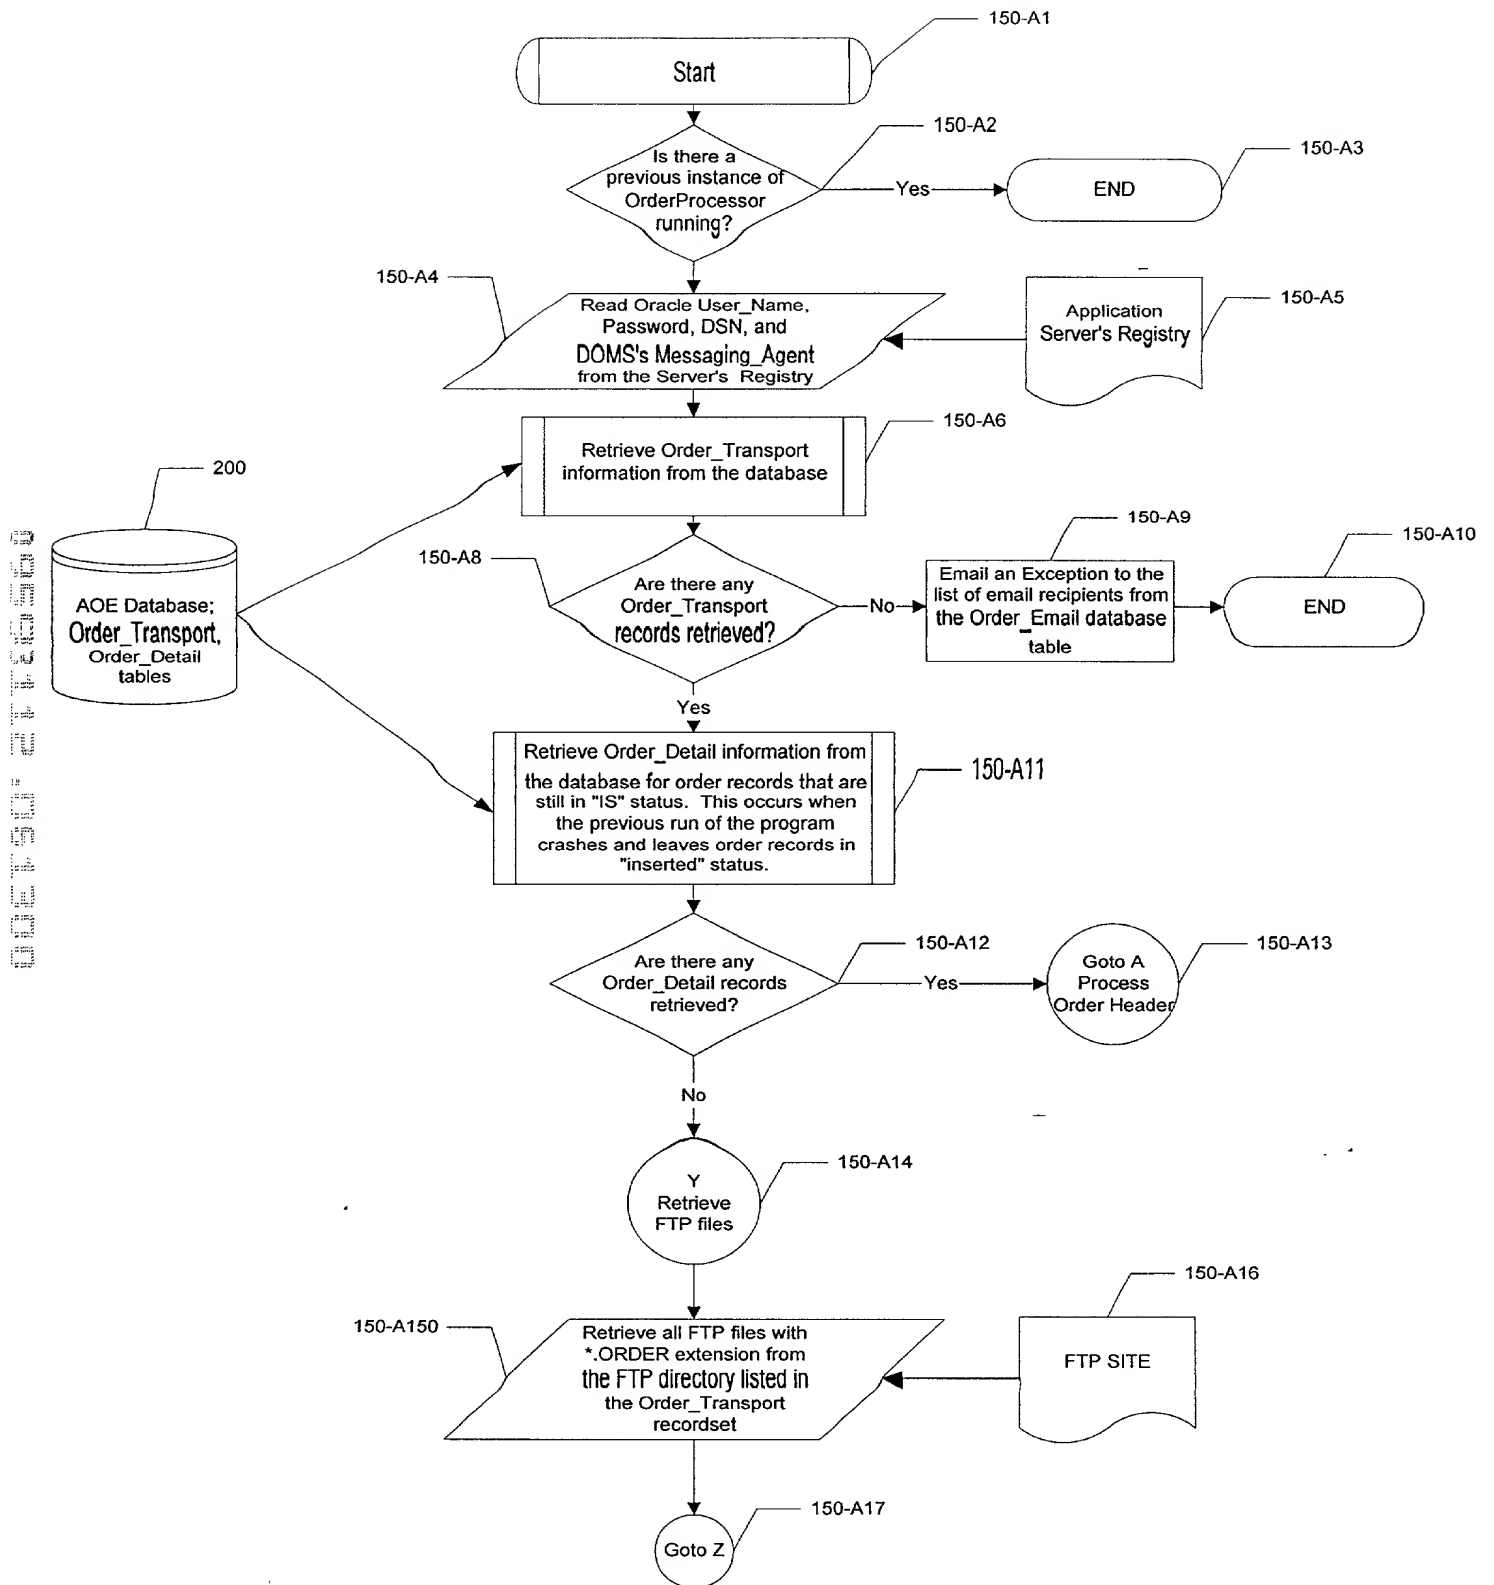 150-A1
Start
150-A2
Is there a
previous instance of
OrderProcessor
running?
Yes
150-A3
END
150-A4
Read Oracle User_Name,
Password, DSN, and
DOMS's Messaging_Agent
from the Server's Registry
150-A5
Application
Server's Registry
150-A6
Retrieve Order_Transport
information from the database
200
AOE Database;
Order_Transport,
Order_Detail
tables
150-A8
Are there any
Order_Transport
records retrieved?
No
150-A9
Email an Exception to the
list of email recipients from
the Order_Email database
table
150-A10
END
Yes
Retrieve Order_Detail information from
the database for order records that are
still in "IS" status. This occurs when
the previous run of the program
crashes and leaves order records in
"inserted" status.
150-A11
150-A12
Are there any
Order_Detail records
retrieved?
Yes
150-A13
Goto A
Process
Order Header
No
150-A14
Y
Retrieve
FTP files
150-A150
Retrieve all FTP files with
*.ORDER extension from
the FTP directory listed in
the Order_Transport
recordset
150-A16
FTP SITE
150-A17
Goto Z